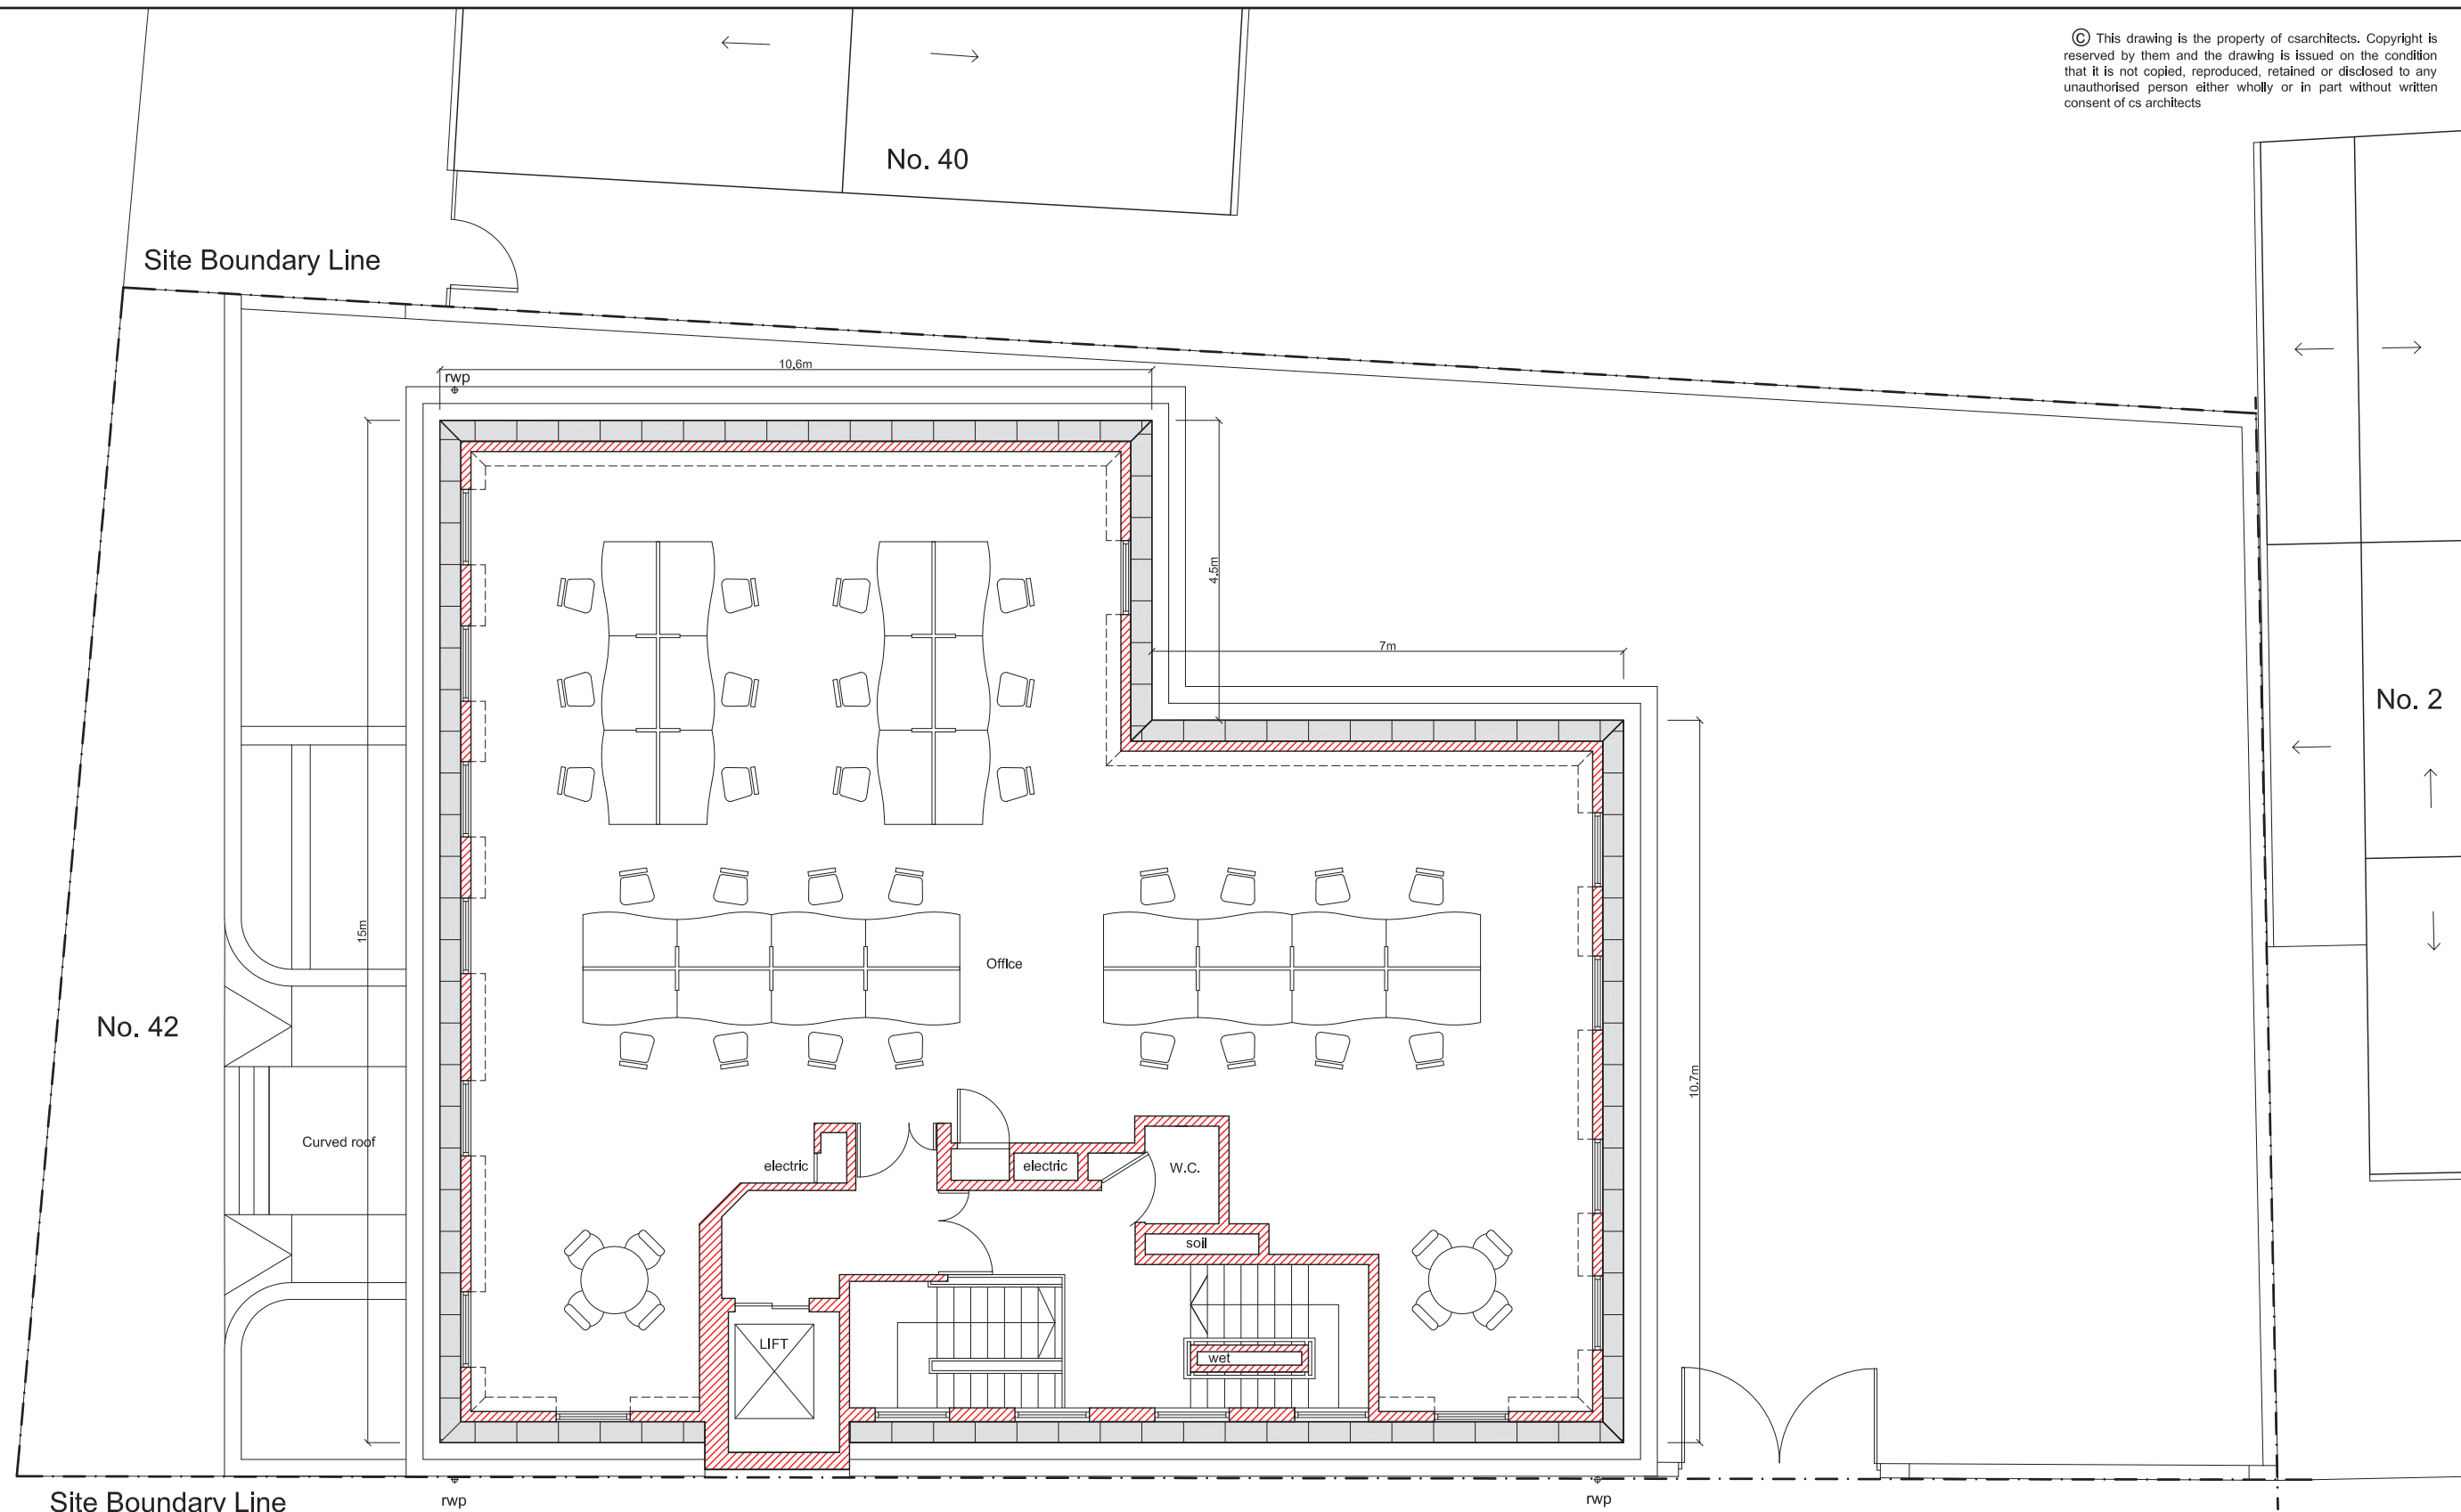 © This drawing is the property of csarchitects. Copyright is
reserved by them and the drawing is issued on the condition
that it is not copied, reproduced, retained or disclosed to any
unauthorised person either wholly or in part without written
consent of cs architects
No. 40
Site Boundary Line
10.6m
rwp
4.5m
7m
No. 2
15m
Office
No. 42
10.7m
Curved roof
electric
electric
W.C.
soil
LIFT
wet
Site Boundary Line
rwp
rwp